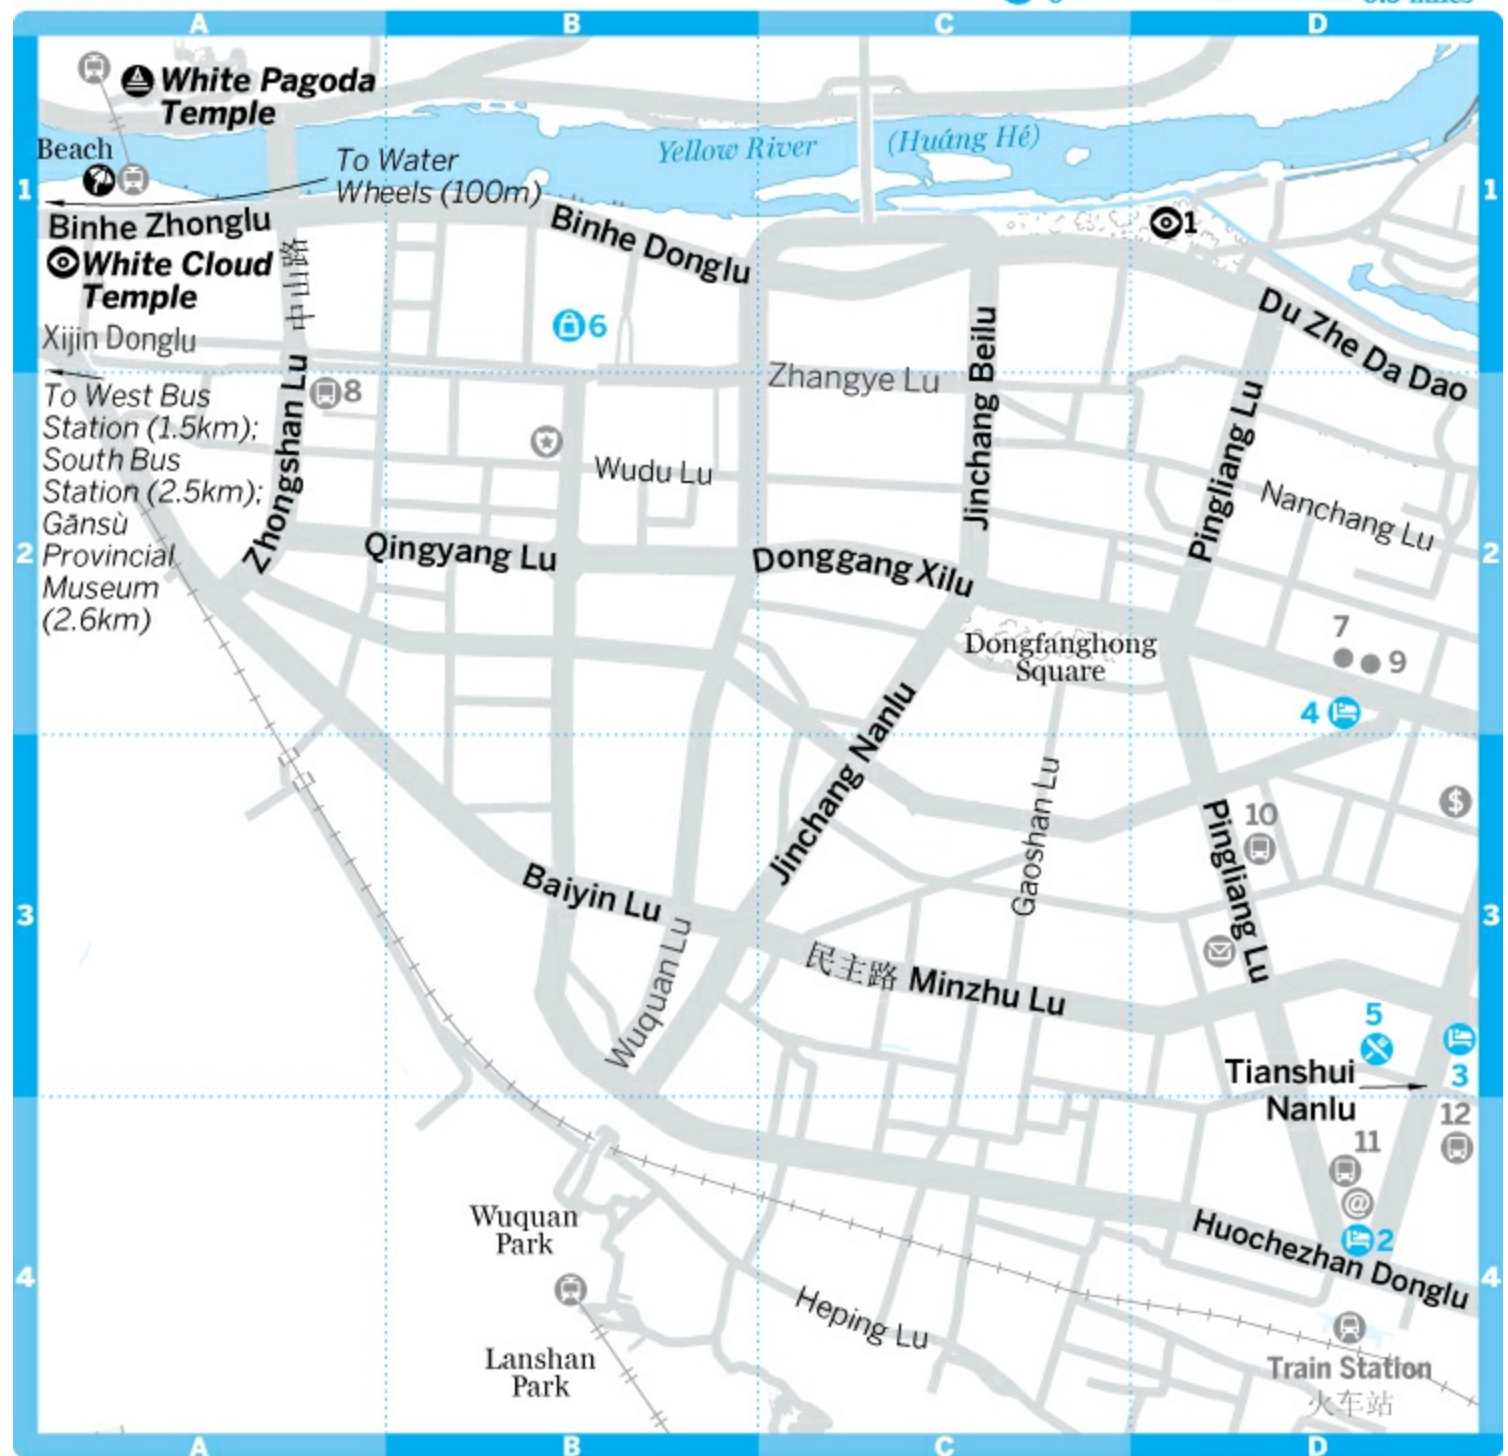 A
B
C
D
White Pagoda
Temple
Beach
To Water
Wheels (100m)
Yellow River
(Huáng Hé)
1
1
Binhe Zhonglu
Binhe Donglu
1
White Cloud
Temple
中山路
6
Du Zhe Da Dao
Xijin Donglu
Zhangye Lu
Jinchang Beilu
To West Bus
Station (1.5km);
South Bus
Station (2.5km);
Gānsù
Provincial
Museum
(2.6km)
8
Zhongshan Lu
Wudu Lu
Pingliang Lu
Nanchang Lu
2
2
Qingyang Lu
Donggang Xilu
Dongfanghong
Square
7
9
4
Jinchang Nanlu
Gaoshan Lu
Pingliang Lu
10
$
3
3
Baiyin Lu
Wuquan Lu
民主路 Minzhu Lu
5
3
Tianshui
Nanlu
12
11
@
2
Wuquan
Park
Huochezhan Donglu
4
4
Heping Lu
Lanshan
Park
Train Station
火车站
A
B
C
D